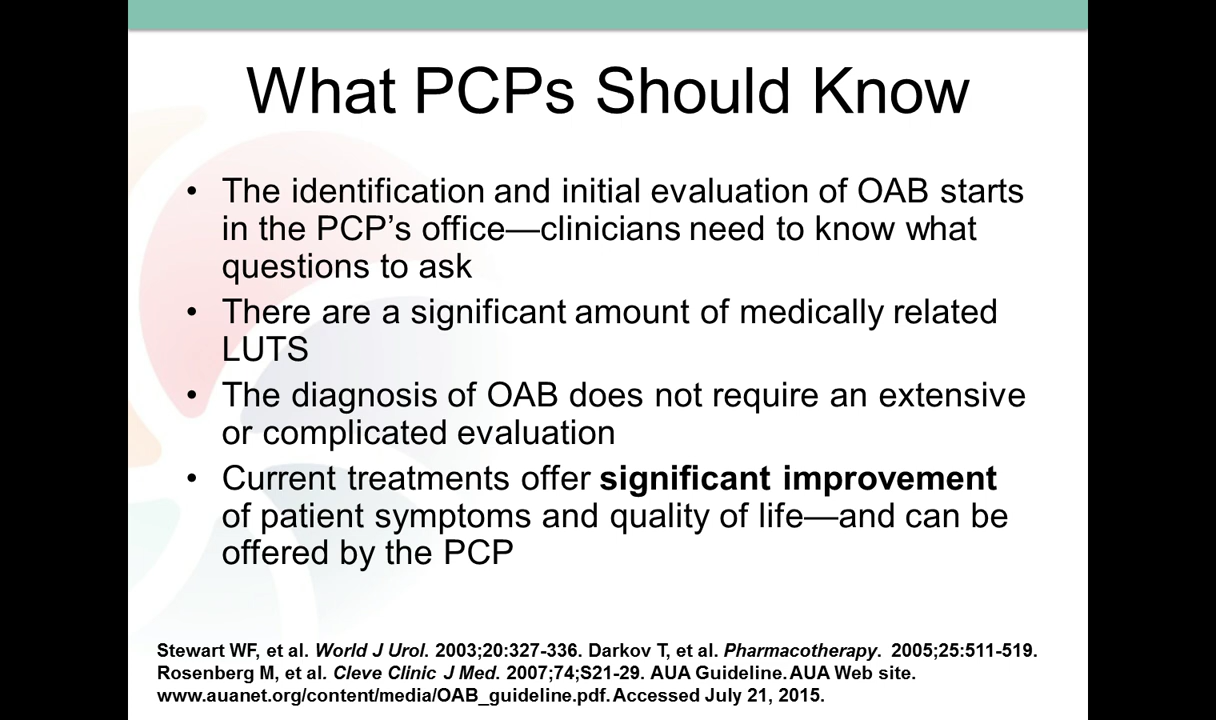 What PCPs Should Know
• The identification and initial evaluation of OAB starts
in the PCP’s office—clinicians need to know what
questions to ask
• There are a significant amount of medically related
LUTS
• The diagnosis of OAB does not require an extensive
or complicated evaluation
• Current treatments offer significant improvement
of patient symptoms and quality of life—and can be
offered by the PCP
Stewart WF, et al. World J Urol. 2003;20:327-336. Darkov T, et al. Pharmacotherapy. 2005;25:511-519.
Rosenberg M, et al. Cleve Clinic J Med. 2007;74;S21-29. AUA Guideline. AUA Web site.
www.auanet.org/content/media/OAB_guideline.pdf. Accessed July 21, 2015.